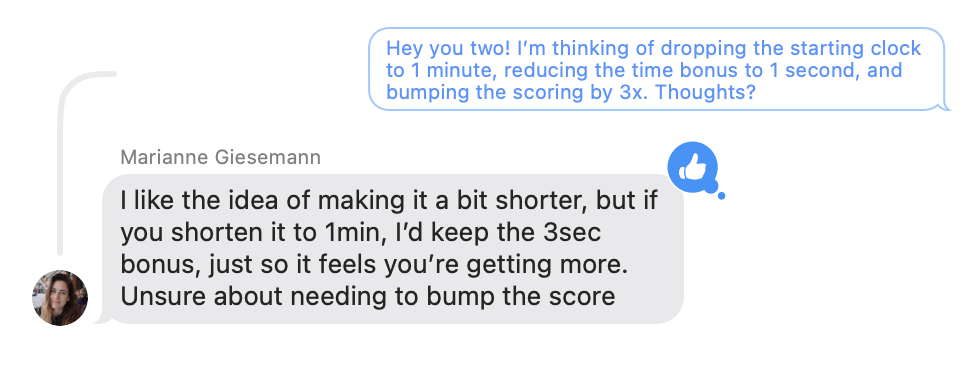 Hey you two! I’m thinking of dropping the starting clock
to 1 minute, reducing the time bonus to 1 second, and
bumping the scoring by 3x. Thoughts?
Marianne Giesemann
I like the idea of making it a bit shorter, but if
you shorten it to 1min, I’d keep the 3sec
bonus, just so it feels you’re getting more.
Unsure about needing to bump the score